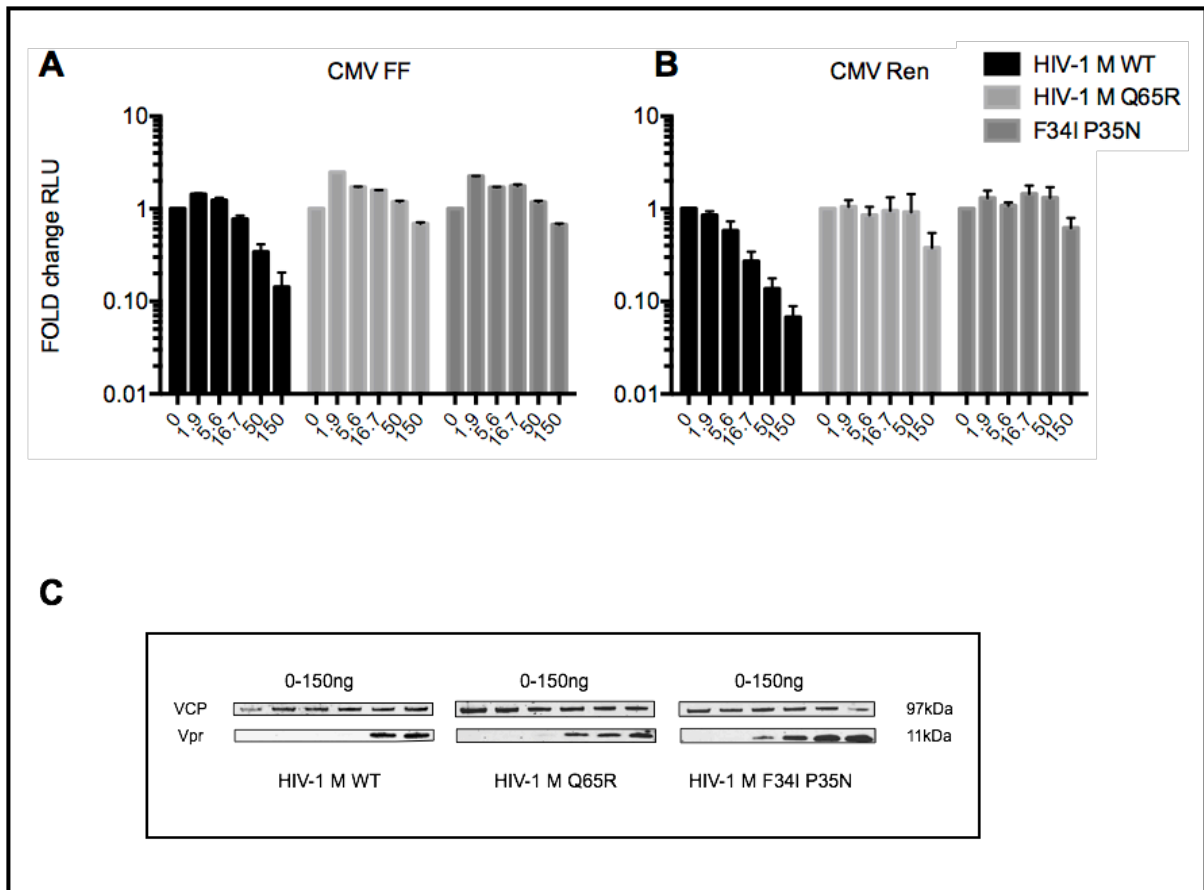 A
CMV FF
B
CMV Ren
HIV-1 M WT
HIV-1 M Q65R
F34I P35N
FOLD change RLU
10
1
0.10
0.01
0 1.9 5.6 16.7 50 150 0 1.9 5.6 16.7 50 150 0 1.9 5.6 16.7 50 150
10
1
0.10
0.01
0 1.9 5.6 16.7 50 150 0 1.9 5.6 16.7 50 150 0 1.9 5.6 16.7 50 150
C
0-150ng 0-150ng 0-150ng
VCP 97kDa
Vpr 11kDa
HIV-1 M WT HIV-1 M Q65R HIV-1 M F34I P35N